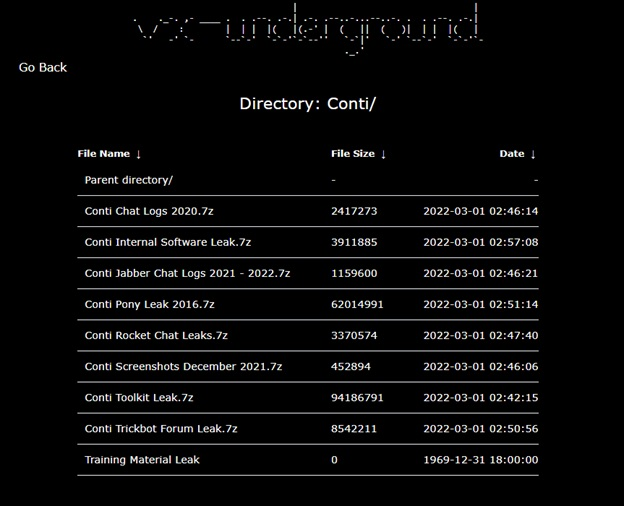 Go Back
Directory: Conti/
File Name ↓ File Size ↓ Date ↓
Parent directory/ - -
Conti Chat Logs 2020.7z 2417273 2022-03-01 02:46:14
Conti Internal Software Leak.7z 3911885 2022-03-01 02:57:08
Conti Jabber Chat Logs 2021 - 2022.7z 1159600 2022-03-01 02:46:21
Conti Pony Leak 2016.7z 62014991 2022-03-01 02:51:14
Conti Rocket Chat Leaks.7z 3370574 2022-03-01 02:47:40
Conti Screenshots December 2021.7z 452894 2022-03-01 02:46:06
Conti Toolkit Leak.7z 94186791 2022-03-01 02:42:15
Conti Trickbot Forum Leak.7z 8542211 2022-03-01 02:50:56
Training Material Leak 0 1969-12-31 18:00:00